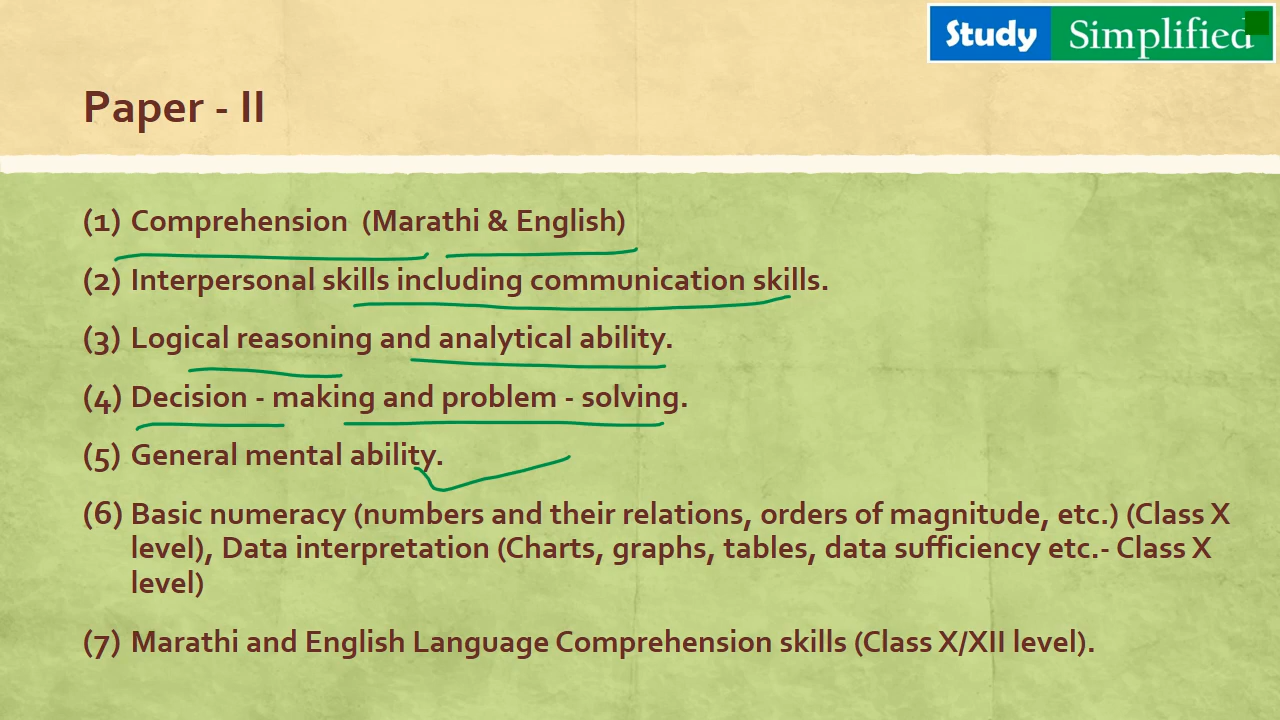 Study Simplified
Paper - II
(1) Comprehension (Marathi & English)
(2) Interpersonal skills including communication skills.
(3) Logical reasoning and analytical ability.
(4) Decision - making and problem - solving.
(5) General mental ability.
(6) Basic numeracy (numbers and their relations, orders of magnitude, etc.) (Class X
level), Data interpretation (Charts, graphs, tables, data sufficiency etc.- Class X
level)
(7) Marathi and English Language Comprehension skills (Class X/XII level).